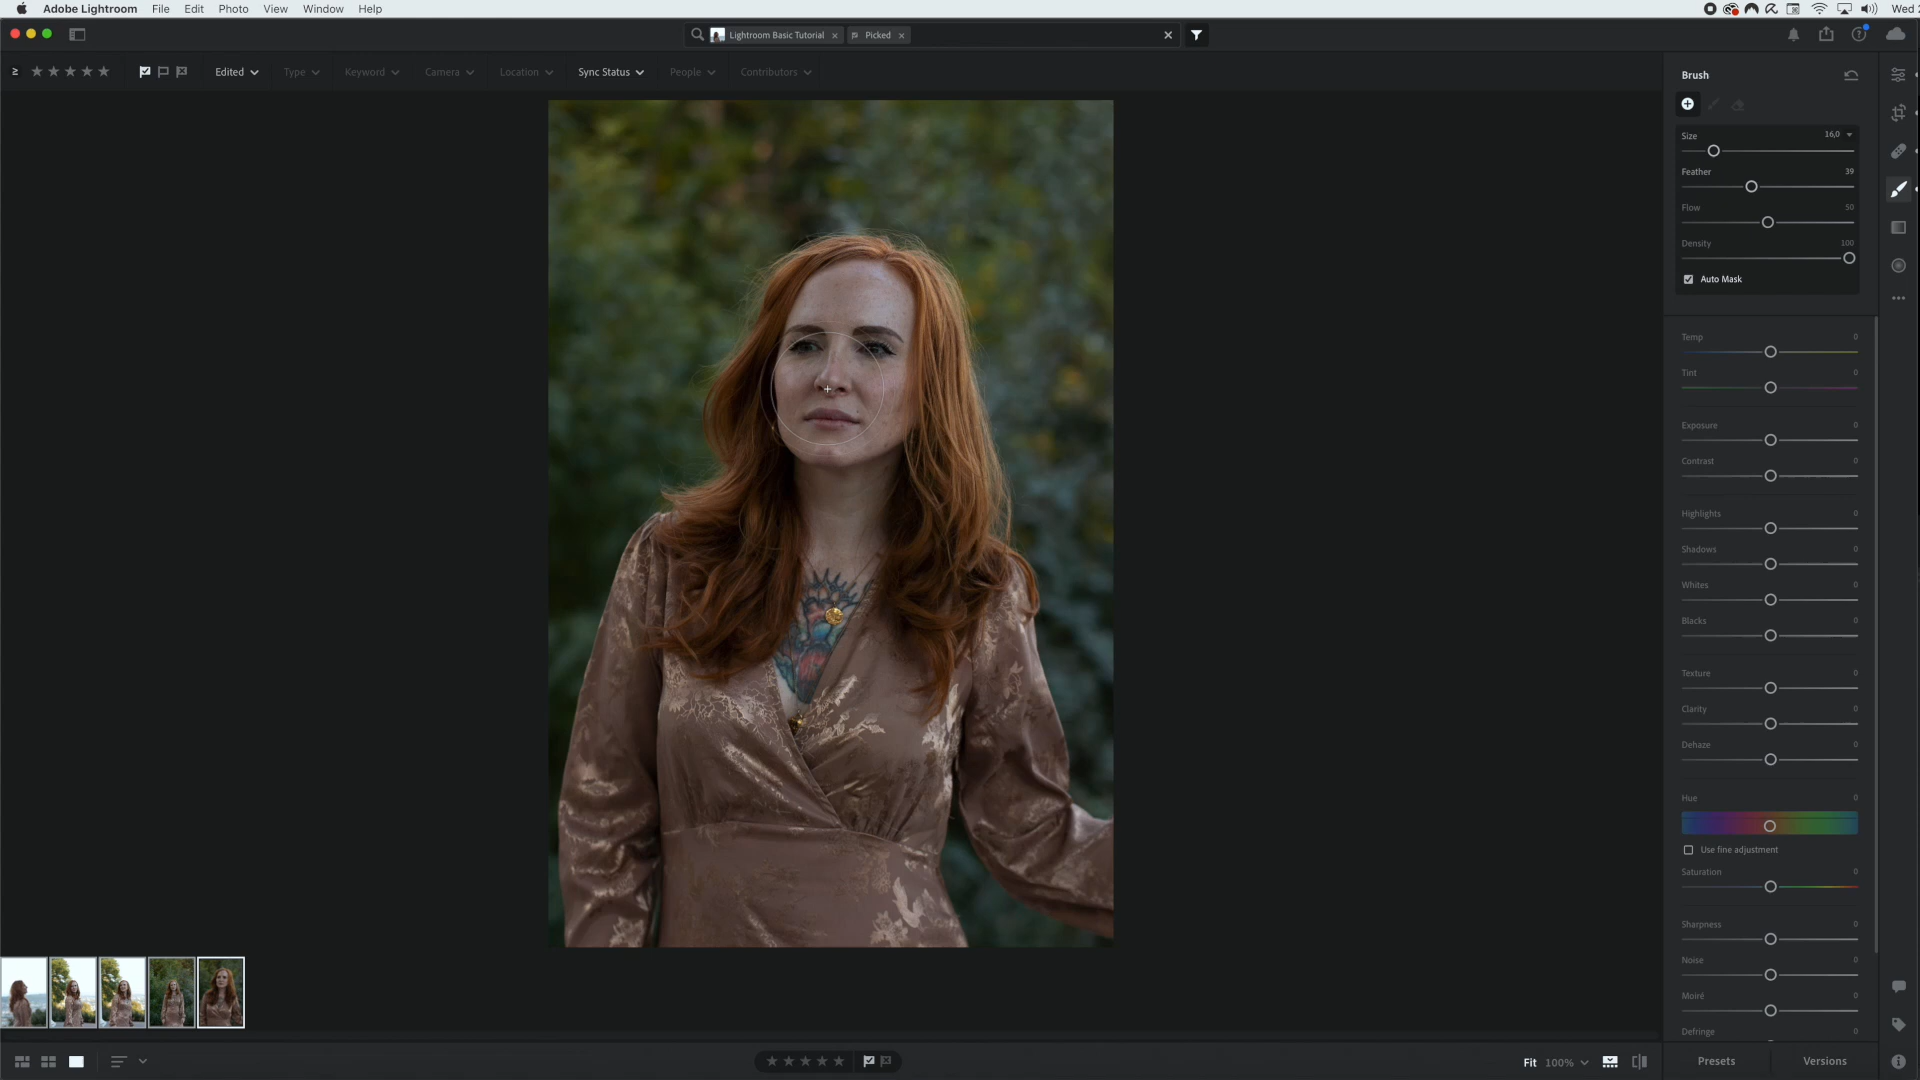 Adobe Lightroom File Edit Photo View Window Help Wed
Lightroom Basic Tutorial Picked
Edited Type Keyword Camera Location Sync Status People Contributors
Brush
Size 16,0
Feather 39
Flow 50
Density 100
Auto Mask
Temp 0
Tint 0
Exposure 0
Contrast 0
Highlights 0
Shadows 0
Whites 0
Blacks 0
Texture 0
Clarity 0
Dehaze 0
Hue 0
Use fine adjustment
Saturation 0
Sharpness 0
Noise 0
Moiré 0
Defringe 0
Fit 100% Presets Versions